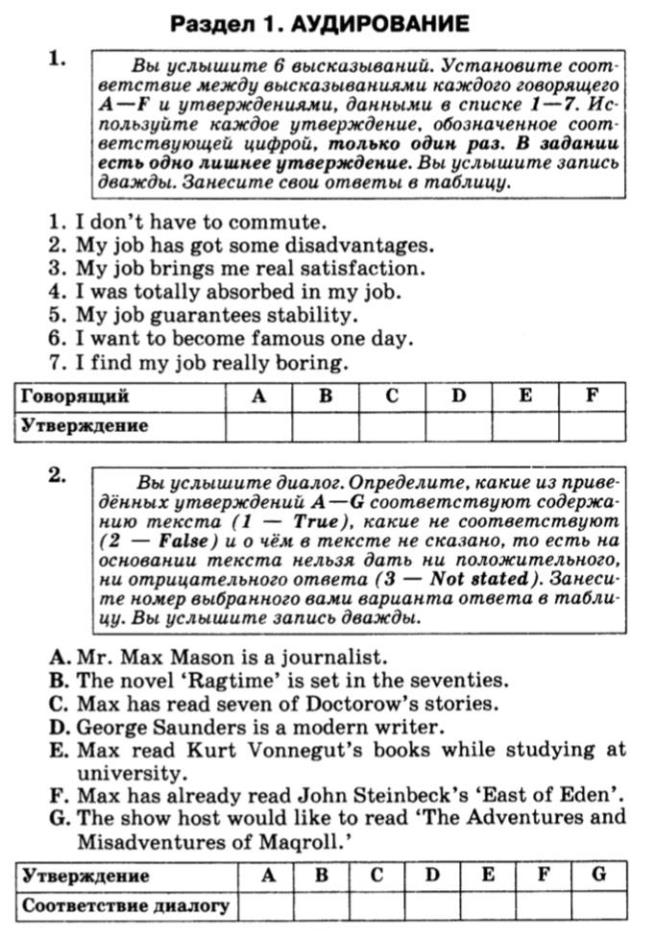 Раздел 1. АУДИРОВАНИЕ
1.
Вы услышите 6 высказываний. Установите соот-
ветствие между высказываниями каждого говорящего
A—F и утверждениями, данными в списке 1—7. Ис-
пользуйте каждое утверждение, обозначенное соот-
ветствующей цифрой, только один раз. В задании
есть одно лишнее утверждение. Вы услышите запись
дважды. Занесите свои ответы в таблицу.
1. I don't have to commute.
2. My job has got some disadvantages.
3. My job brings me real satisfaction.
4. I was totally absorbed in my job.
5. My job guarantees stability.
6. I want to become famous one day.
7. I find my job really boring.
Говорящий A B C D E F
Утверждение
2.
Вы услышите диалог. Определите, какие из приве-
дённых утверждений A—G соответствуют содержа-
нию текста (1 — True), какие не соответствуют
(2 — False) и о чём в тексте не сказано, то есть на
основании текста нельзя дать ни положительного,
ни отрицательного ответа (3 — Not stated). Занеси-
те номер выбранного вами варианта ответа в табли-
цу. Вы услышите запись дважды.
A. Mr. Max Mason is a journalist.
B. The novel 'Ragtime' is set in the seventies.
C. Max has read seven of Doctorow's stories.
D. George Saunders is a modern writer.
E. Max read Kurt Vonnegut's books while studying at
university.
F. Max has already read John Steinbeck's 'East of Eden'.
G. The show host would like to read 'The Adventures and
Misadventures of Maqroll.'
Утверждение A B C D E F G
Соответствие диалогу